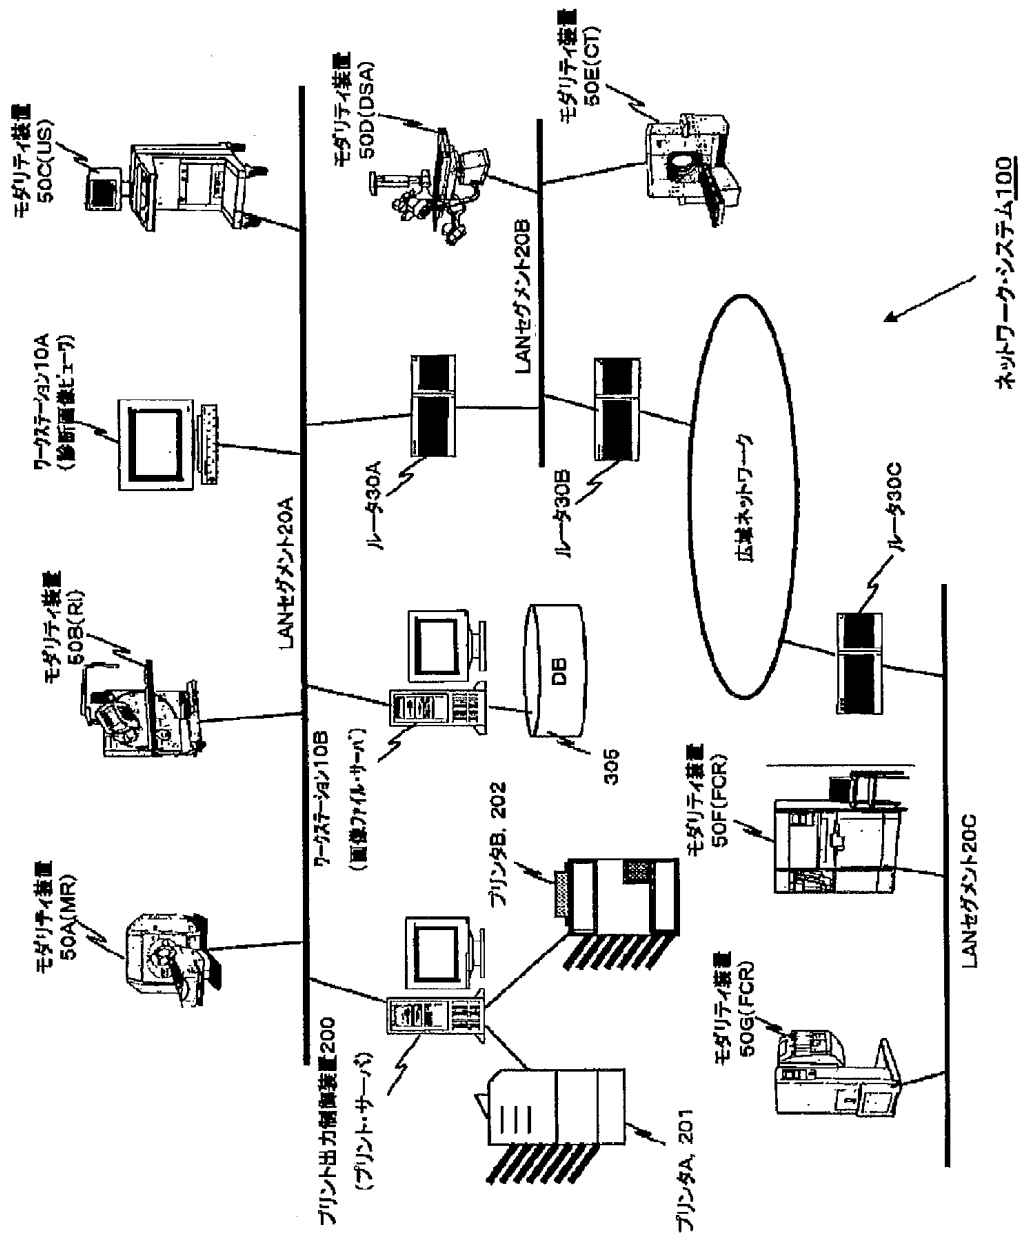 モダリティ装置
50A(MR)
モダリティ装置
50B(RI)
ワークステーション10A
(診断画像ビューワ)
モダリティ装置
50C(US)
LANセグメント20A
プリント出力制御装置200
(プリント・サーバ)
ワークステーション10B
(画像ファイル・サーバ)
ルータ30A
モダリティ装置
50D(DSA)
DB
305
プリンタB, 202
プリンタA, 201
LANセグメント20B
ルータ30B
モダリティ装置
50E(CT)
広域ネットワーク
モダリティ装置
50G(FCR)
モダリティ装置
50F(FCR)
ルータ30C
LANセグメント20C
ネットワーク・システム100